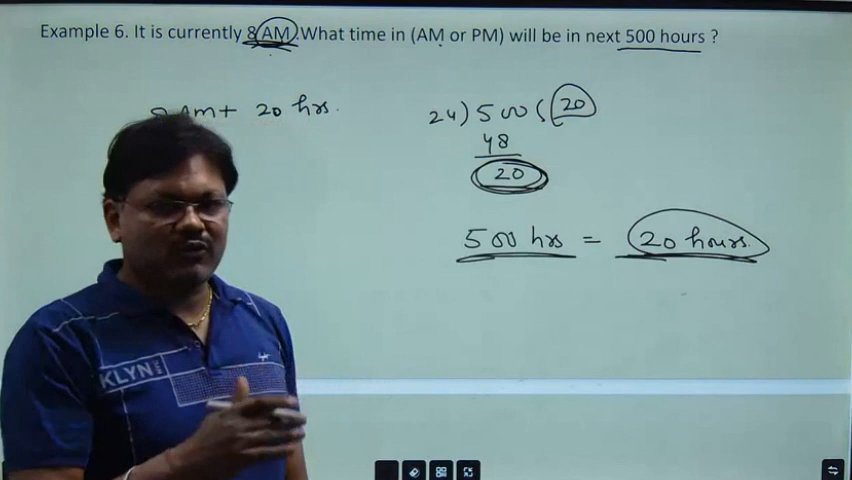 Example 6. It is currently 8 AM. What time in (AM or PM) will be in next 500 hours ?
8 Am + 20 hrs.
24) 500 (20
48
20
500 hrs = 20 hours.
KLYN